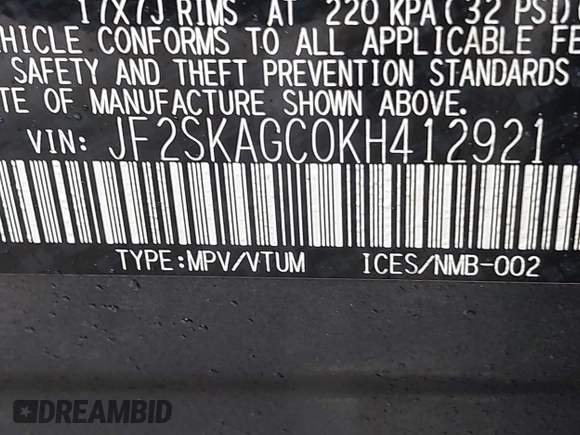 17X7J RIMS AT 220 KPA(32 PSI)
VEHICLE CONFORMS TO ALL APPLICABLE FE
SAFETY AND THEFT PREVENTION STANDARDS
TE OF MANUFACTURE SHOWN ABOVE.
VIN: JF2SKAGC0KH412921
TYPE:MPV/VTUM ICES/NMB-002
DREAMBID